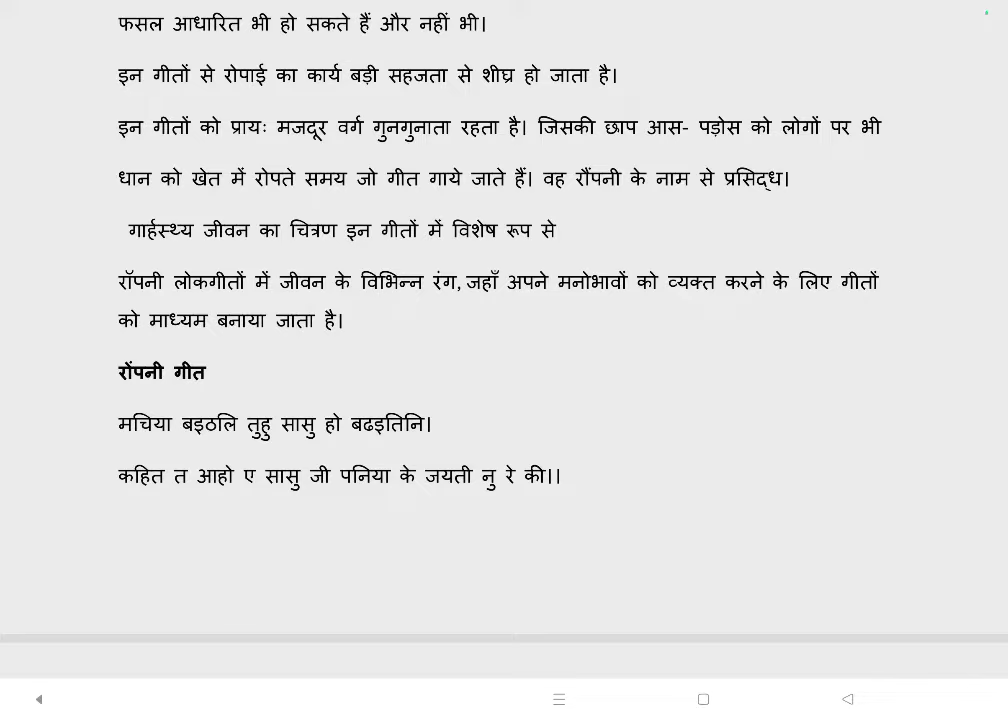 फसल आधारित भी हो सकते हैं और नहीं भी।
इन गीतों से रोपाई का कार्य बड़ी सहजता से शीघ्र हो जाता है।
इन गीतों को प्रायः मजदूर वर्ग गुनगुनाता रहता है। जिसकी छाप आस- पड़ोस को लोगों पर भी
धान को खेत में रोपते समय जो गीत गाये जाते हैं। वह रौंपनी के नाम से प्रसिद्ध।
गार्हस्थ्य जीवन का चित्रण इन गीतों में विशेष रूप से
रॉपनी लोकगीतों में जीवन के विभिन्न रंग, जहाँ अपने मनोभावों को व्यक्त करने के लिए गीतों
को माध्यम बनाया जाता है।
रोंपनी गीत
मचिया बइठलि तुहु सासु हो बढइतिनि।
कहित त आहो ए सासु जी पनिया के जयती नु रे की।।